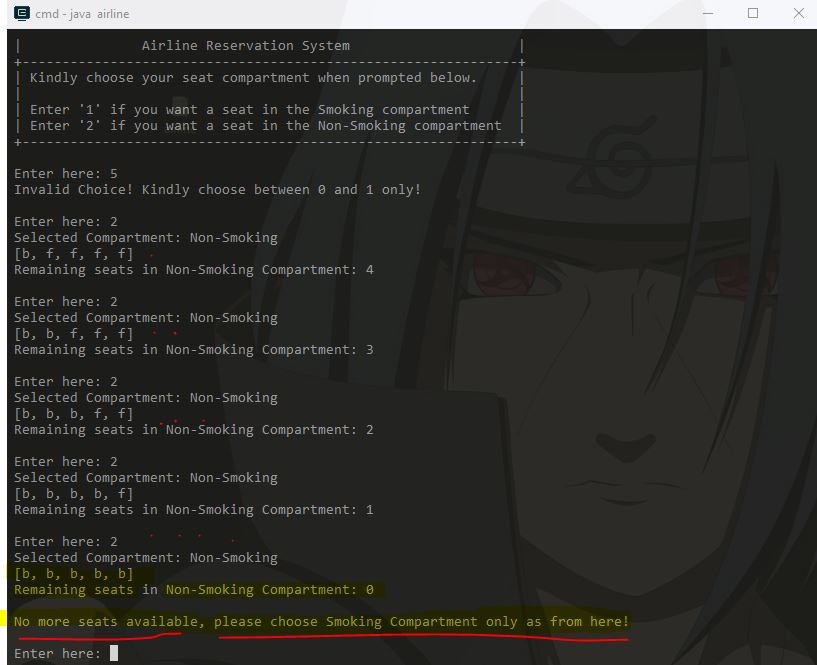 cmd - java  airline
|               Airline Reservation System                     |
+--------------------------------------------------------------+
| Kindly choose your seat compartment when prompted below.     |
|                                                              |
| Enter '1' if you want a seat in the Smoking compartment      |
| Enter '2' if you want a seat in the Non-Smoking compartment  |
+--------------------------------------------------------------+
Enter here: 5
Invalid Choice! Kindly choose between 0 and 1 only!
Enter here: 2
Selected Compartment: Non-Smoking
[b, f, f, f, f]
Remaining seats in Non-Smoking Compartment: 4
Enter here: 2
Selected Compartment: Non-Smoking
[b, b, f, f, f]
Remaining seats in Non-Smoking Compartment: 3
Enter here: 2
Selected Compartment: Non-Smoking
[b, b, b, f, f]
Remaining seats in Non-Smoking Compartment: 2
Enter here: 2
Selected Compartment: Non-Smoking
[b, b, b, b, f]
Remaining seats in Non-Smoking Compartment: 1
Enter here: 2
Selected Compartment: Non-Smoking
[b, b, b, b, b]
Remaining seats in Non-Smoking Compartment: 0
No more seats available, please choose Smoking Compartment only as from here!
Enter here: